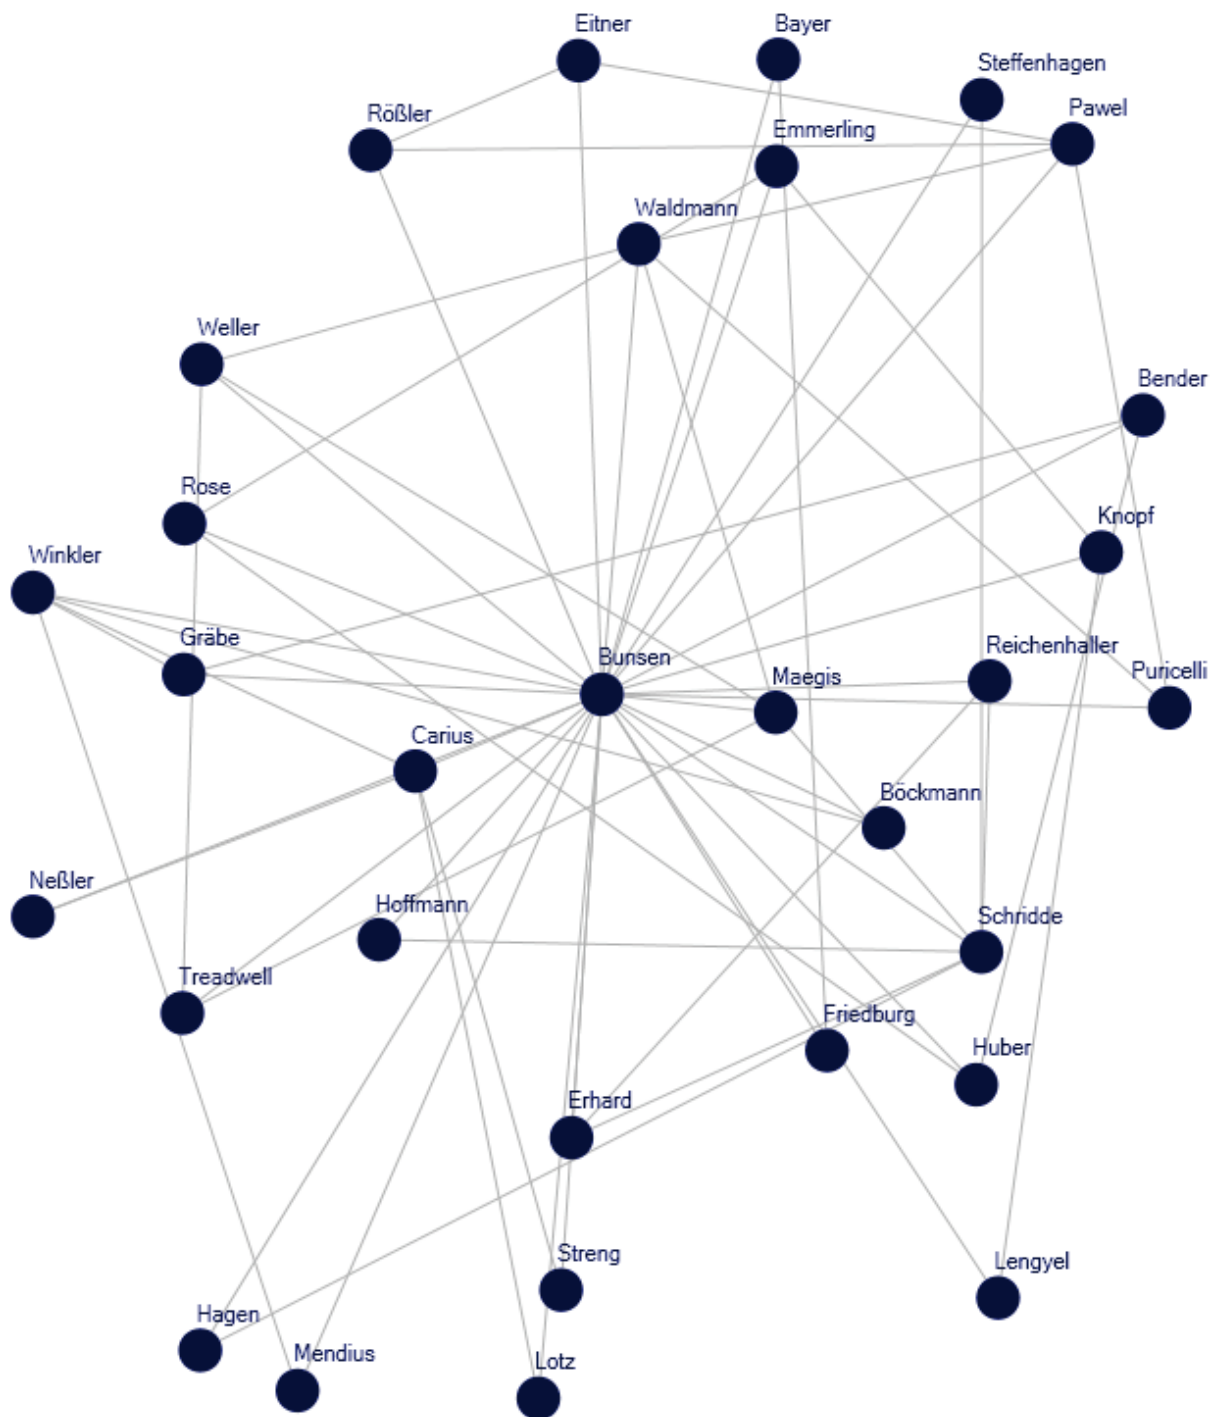 Eitner
Bayer
Steffenhagen
Rößler
Pawel
Emmerling
Waldmann
Weller
Bender
Rose
Knopf
Winkler
Gräbe
Bunsen
Reichenhaller
Maegis
Puricelli
Carius
Böckmann
Neßler
Hoffmann
Schridde
Treadwell
Friedburg
Huber
Erhard
Streng
Lengyel
Hagen
Mendius
Lotz